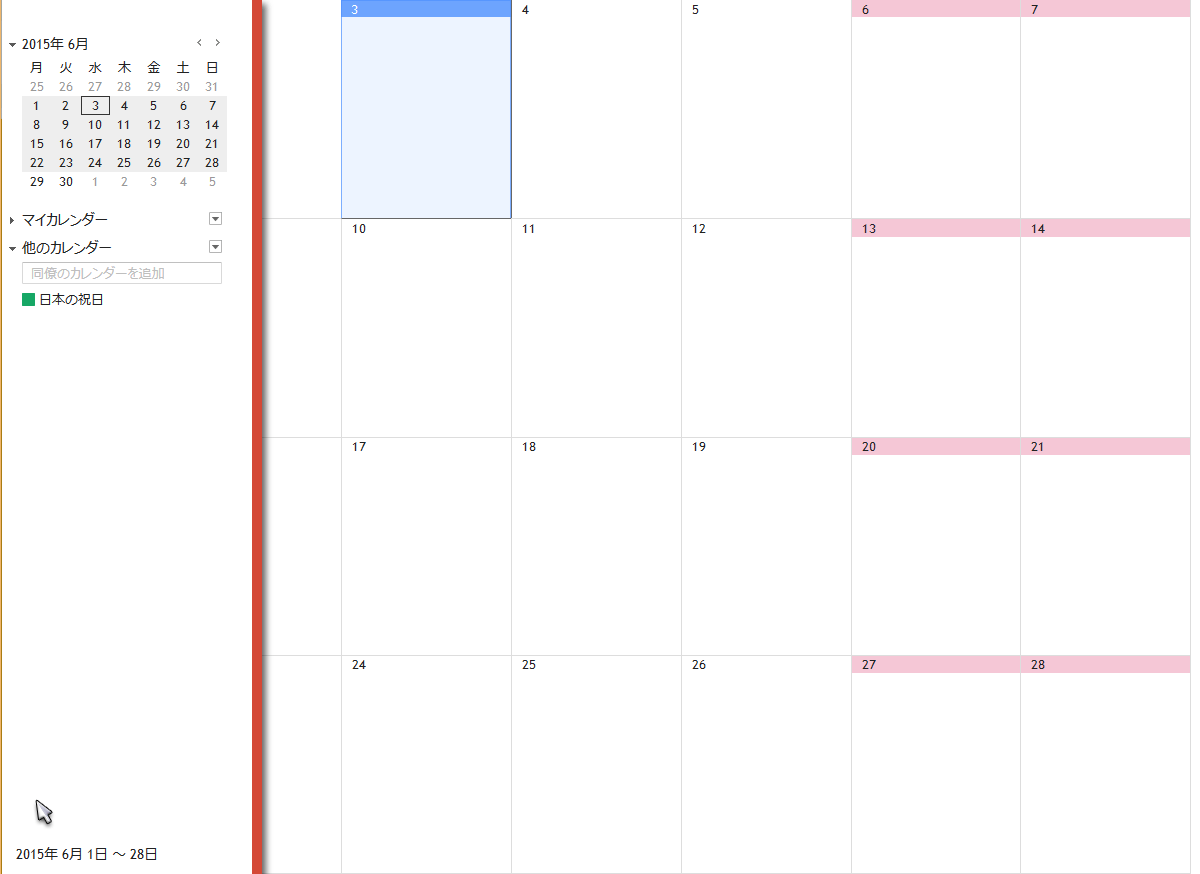 2015年 6月
月 火 水 木 金 土 日
25 26 27 28 29 30 31
1 2 3 4 5 6 7
8 9 10 11 12 13 14
15 16 17 18 19 20 21
22 23 24 25 26 27 28
29 30 1 2 3 4 5
マイカレンダー
他のカレンダー
同僚のカレンダーを追加
日本の祝日
2015年 6月 1日 ～ 28日
3 4 5 6 7
10 11 12 13 14
17 18 19 20 21
24 25 26 27 28